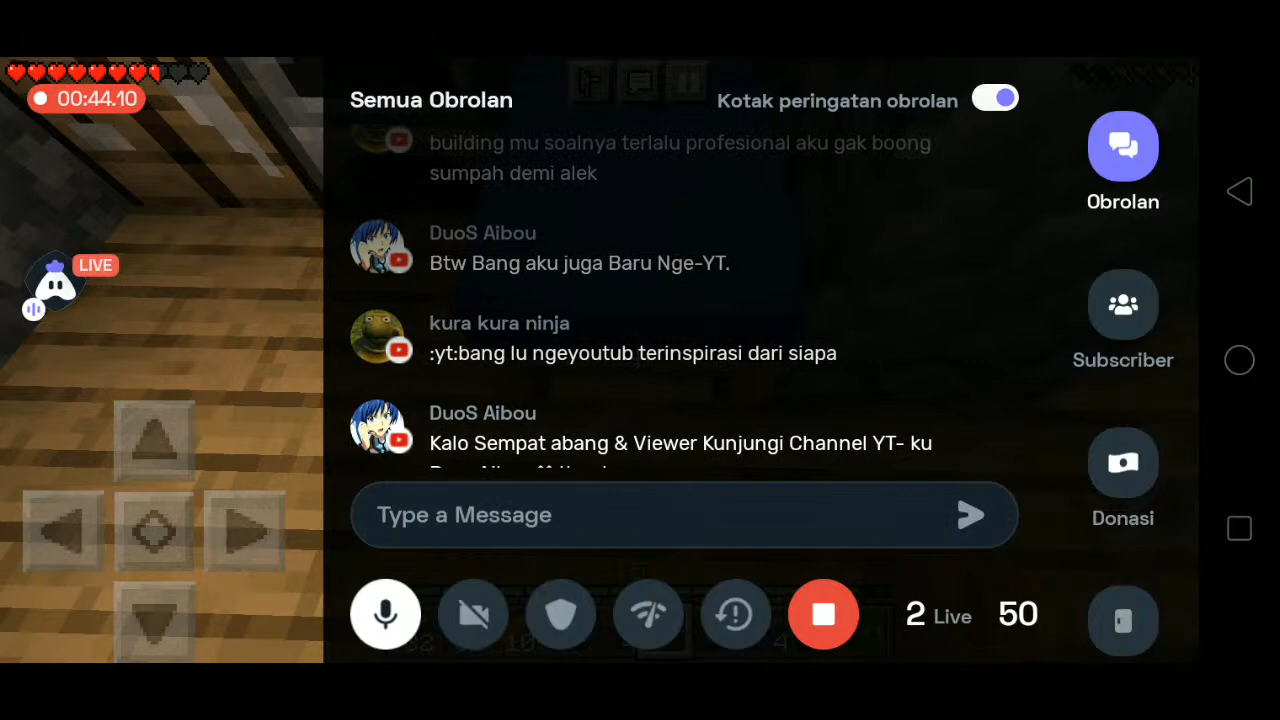 00:44.10
Semua Obrolan
Kotak peringatan obrolan
building mu soalnya terlalu profesional aku gak boong
sumpah demi alek
Obrolan
DuoS Aibou
Btw Bang aku juga Baru Nge-YT.
LIVE
kura kura ninja
:yt:bang lu ngeyoutub terinspirasi dari siapa
Subscriber
DuoS Aibou
Kalo Sempat abang & Viewer Kunjungi Channel YT- ku
Type a Message
Donasi
2 Live 50